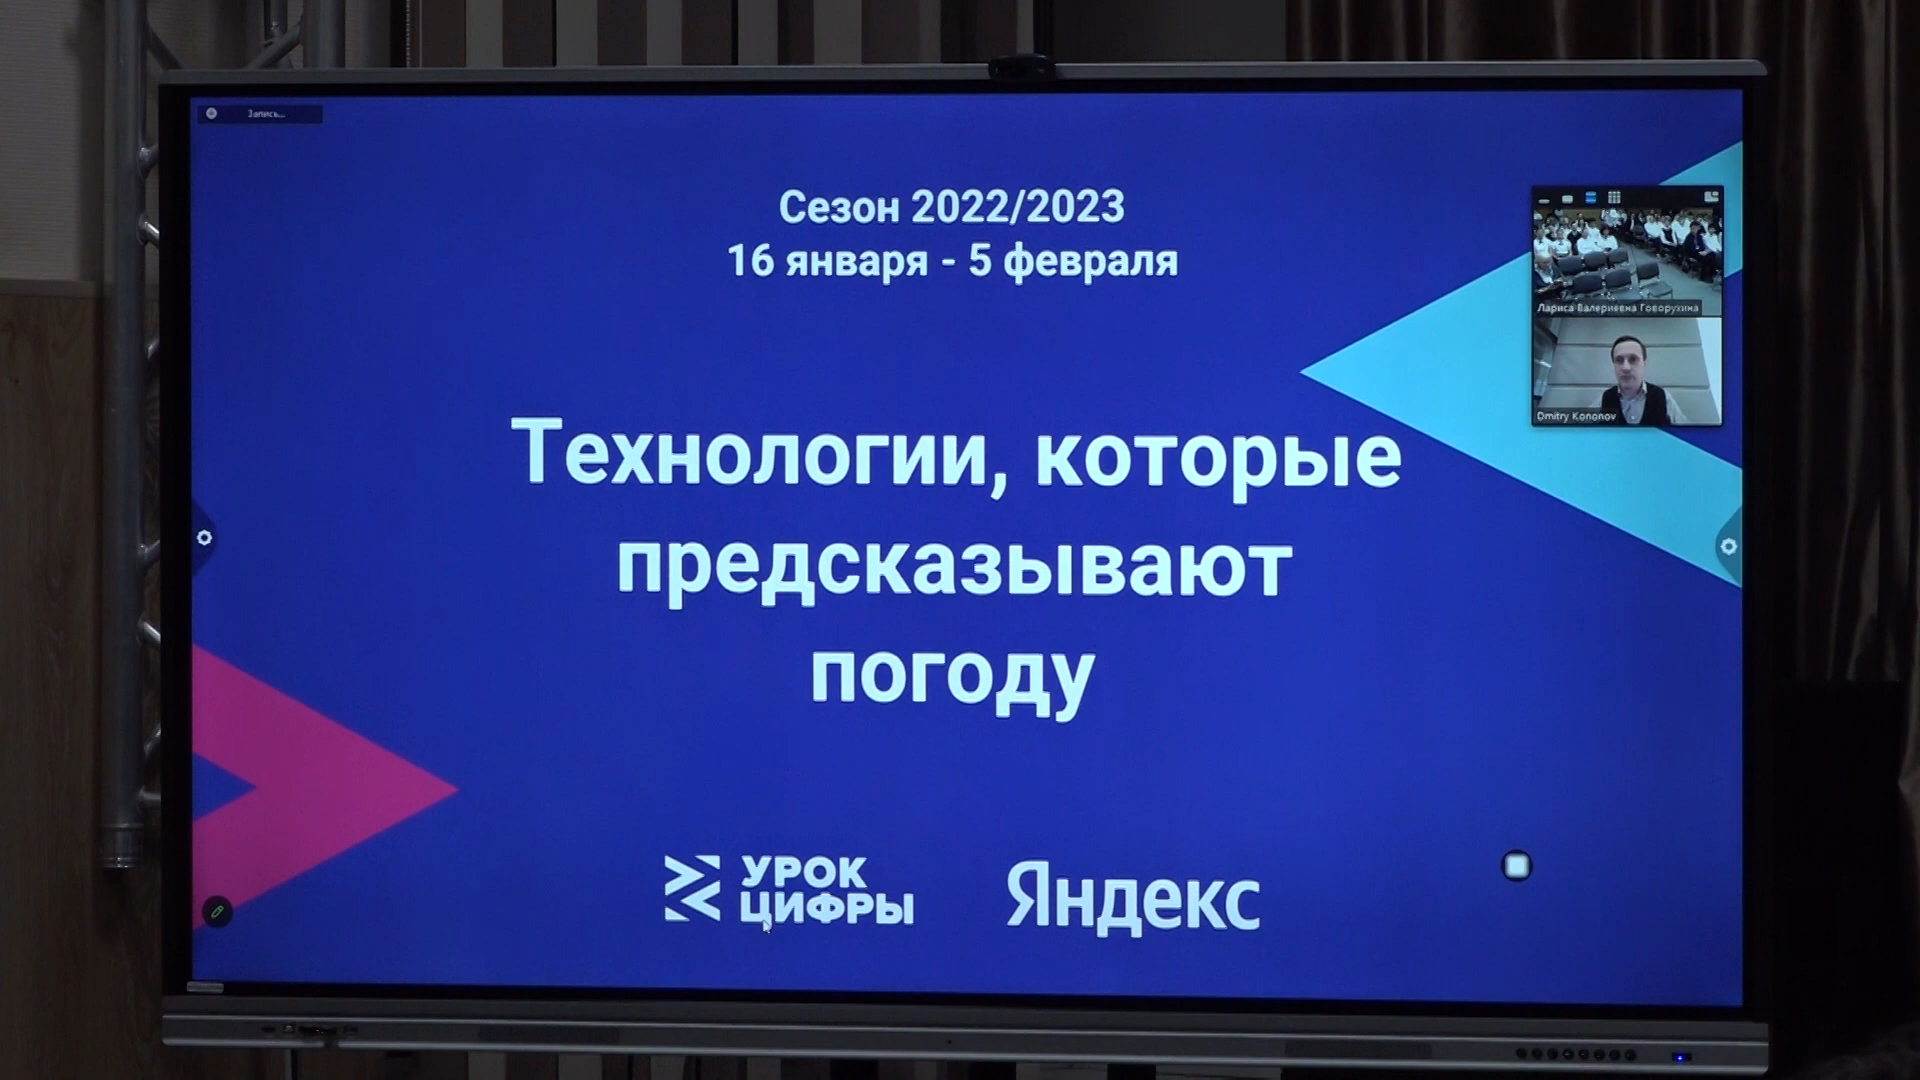 Запись...
Сезон 2022/2023
16 января - 5 февраля
Лариса Валериевна Говорухина
Dmitry Kononov
Технологии, которые
предсказывают
погоду
УРОК
ЦИФРЫ
Яндекс